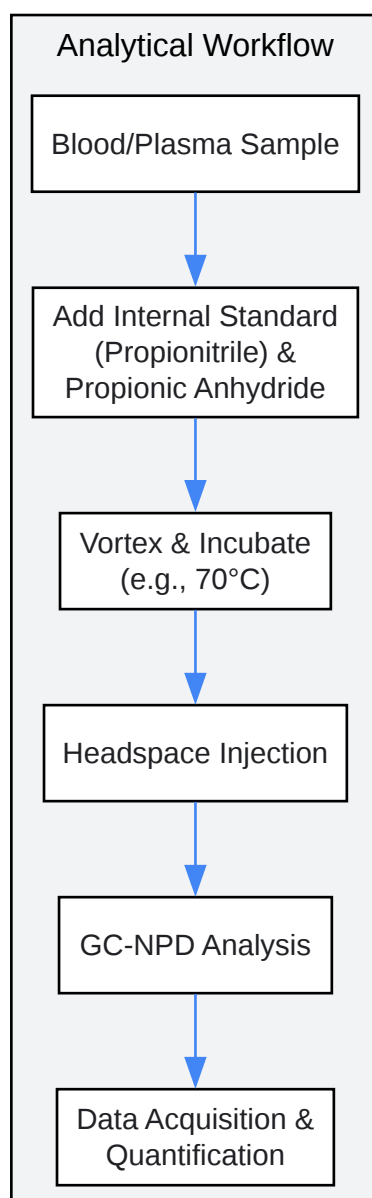 Analytical Workflow
Blood/Plasma Sample
Add Internal Standard
(Propionitrile) &
Propionic Anhydride
Vortex & Incubate
(e.g., 70°C)
Headspace Injection
GC-NPD Analysis
Data Acquisition &
Quantification